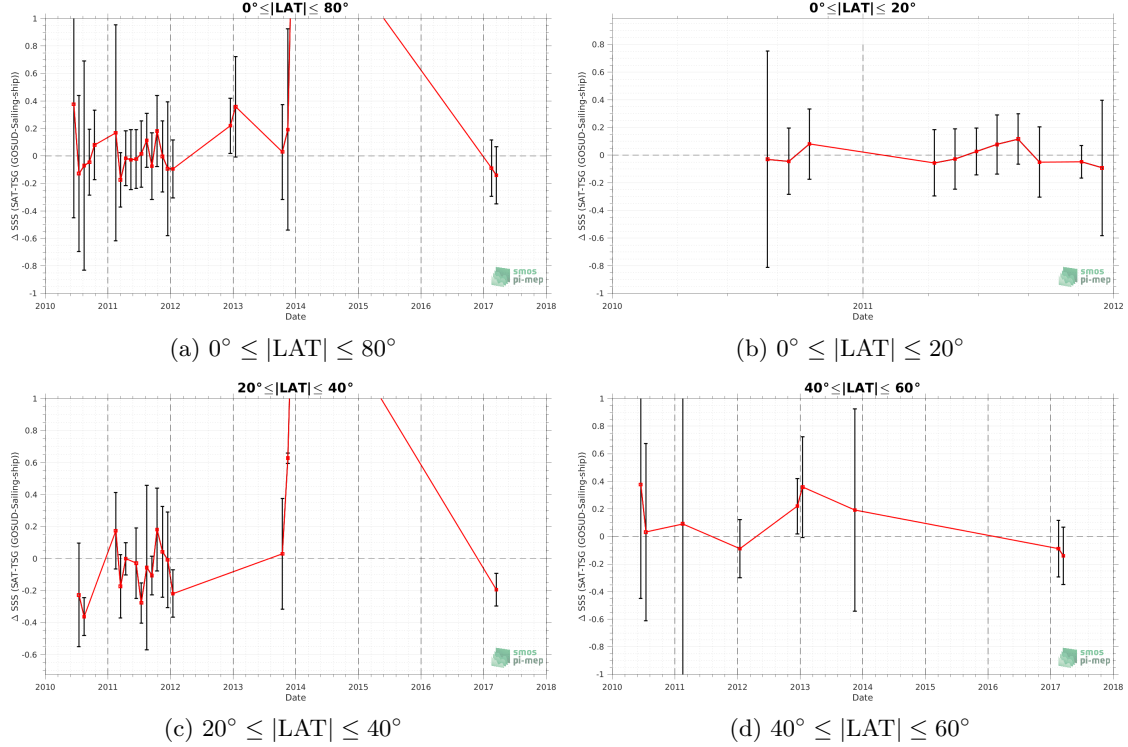 0°≤|LAT|≤ 80°
Δ SSS (SAT-TSG (GOSUD-Sailing-ship))
1
0.8
0.6
0.4
0.2
0
-0.2
-0.4
-0.6
-0.8
-1
2010 2011 2012 2013 2014 2015 2016 2017 2018
Date
smos
pi-mep
(a) 0° ≤ |LAT| ≤ 80°
0°≤|LAT|≤ 20°
Δ SSS (SAT-TSG (GOSUD-Sailing-ship))
0.8
0.6
0.4
0.2
0
-0.2
-0.4
-0.6
-0.8
-1
2010 2011 2012
Date
smos
pi-mep
(b) 0° ≤ |LAT| ≤ 20°
20°≤|LAT|≤ 40°
Δ SSS (SAT-TSG (GOSUD-Sailing-ship))
0.8
0.6
0.4
0.2
0
-0.2
-0.4
-0.6
2010 2011 2012 2013 2014 2015 2016 2017 2018
Date
smos
pi-mep
(c) 20° ≤ |LAT| ≤ 40°
40°≤|LAT|≤ 60°
Δ SSS (SAT-TSG (GOSUD-Sailing-ship))
1
0.8
0.6
0.4
0.2
0
-0.2
-0.4
-0.6
-0.8
-1
2010 2011 2012 2013 2014 2015 2016 2017 2018
Date
smos
pi-mep
(d) 40° ≤ |LAT| ≤ 60°